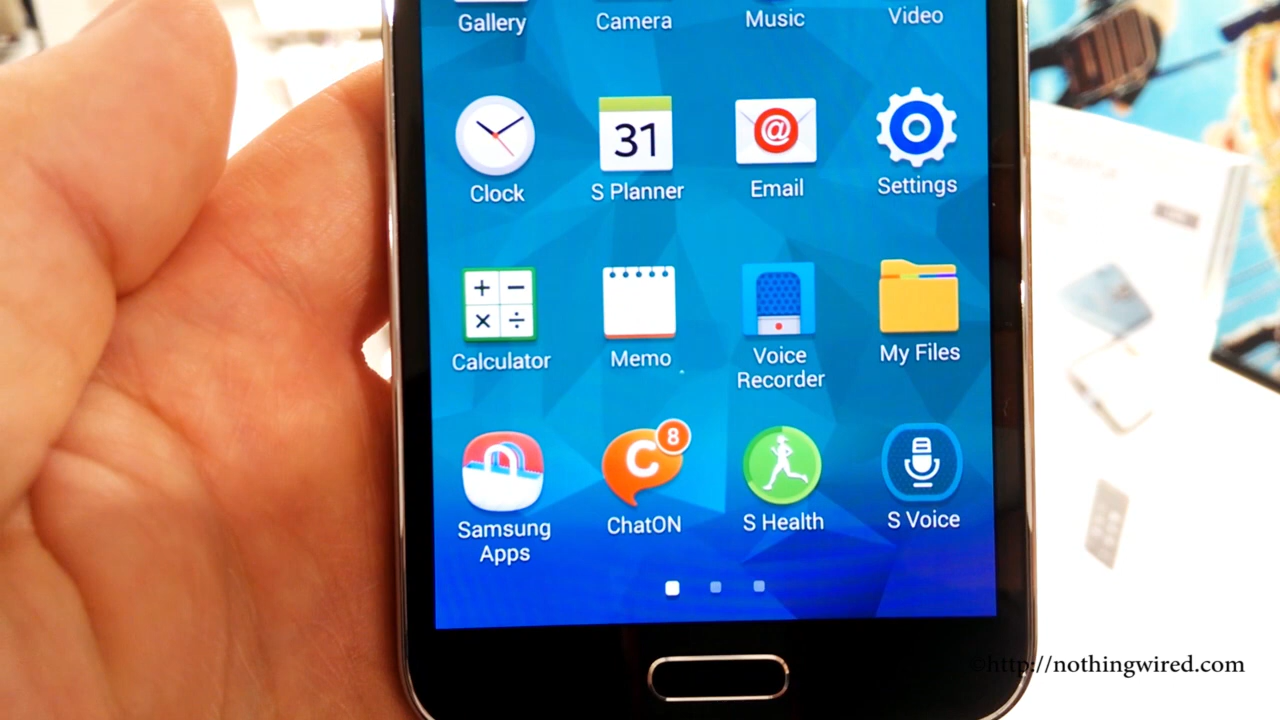 Gallery Camera Music Video
31
Clock S Planner Email Settings
Calculator Memo Voice Recorder My Files
8
C
Samsung Apps ChatON S Health S Voice
©http://nothingwired.com